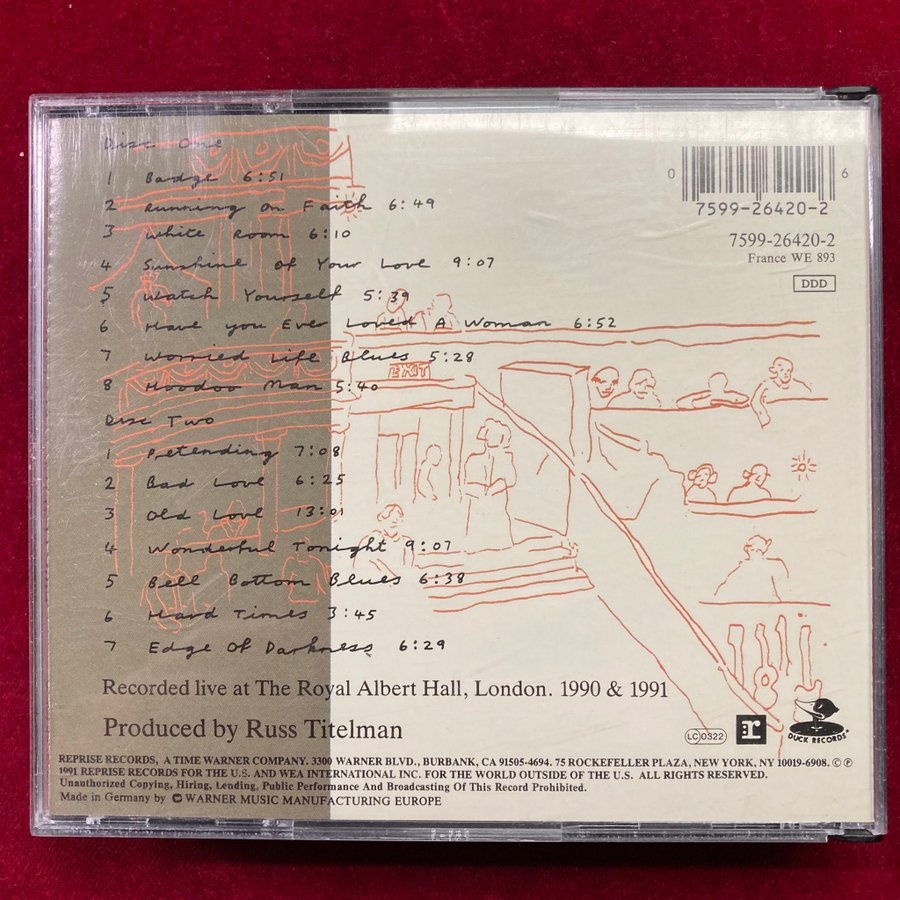 Disc One
1 Badge 6:51
2 Running On Faith 6:49
3 White Room 6:10
4 Sunshine Of Your Love 9:07
5 Watch Yourself 5:39
6 Have you Ever Loved A Woman 6:52
7 Worried Life Blues 5:28
8 Hoodoo Man 5:40
Disc Two
1 Pretending 7:08
2 Bad Love 6:25
3 Old Love 13:01
4 Wonderful Tonight 9:07
5 Bell Bottom Blues 6:38
6 Hard Times 3:45
7 Edge Of Darkness 6:29
EXIT
0 6
7599-26420-2
7599-26420-2
France WE 893
DDD
Recorded live at The Royal Albert Hall, London. 1990 & 1991
Produced by Russ Titelman
LC 0322
r
DUCK RECORDS
REPRISE RECORDS, A TIME WARNER COMPANY. 3300 WARNER BLVD., BURBANK, CA 91505-4694. 75 ROCKEFELLER PLAZA, NEW YORK, NY 10019-6908. © ℗
1991 REPRISE RECORDS FOR THE U.S. AND WEA INTERNATIONAL INC. FOR THE WORLD OUTSIDE OF THE U.S. ALL RIGHTS RESERVED.
Unauthorized Copying, Hiring, Lending, Public Performance And Broadcasting Of This Record Prohibited.
Made in Germany by WARNER MUSIC MANUFACTURING EUROPE